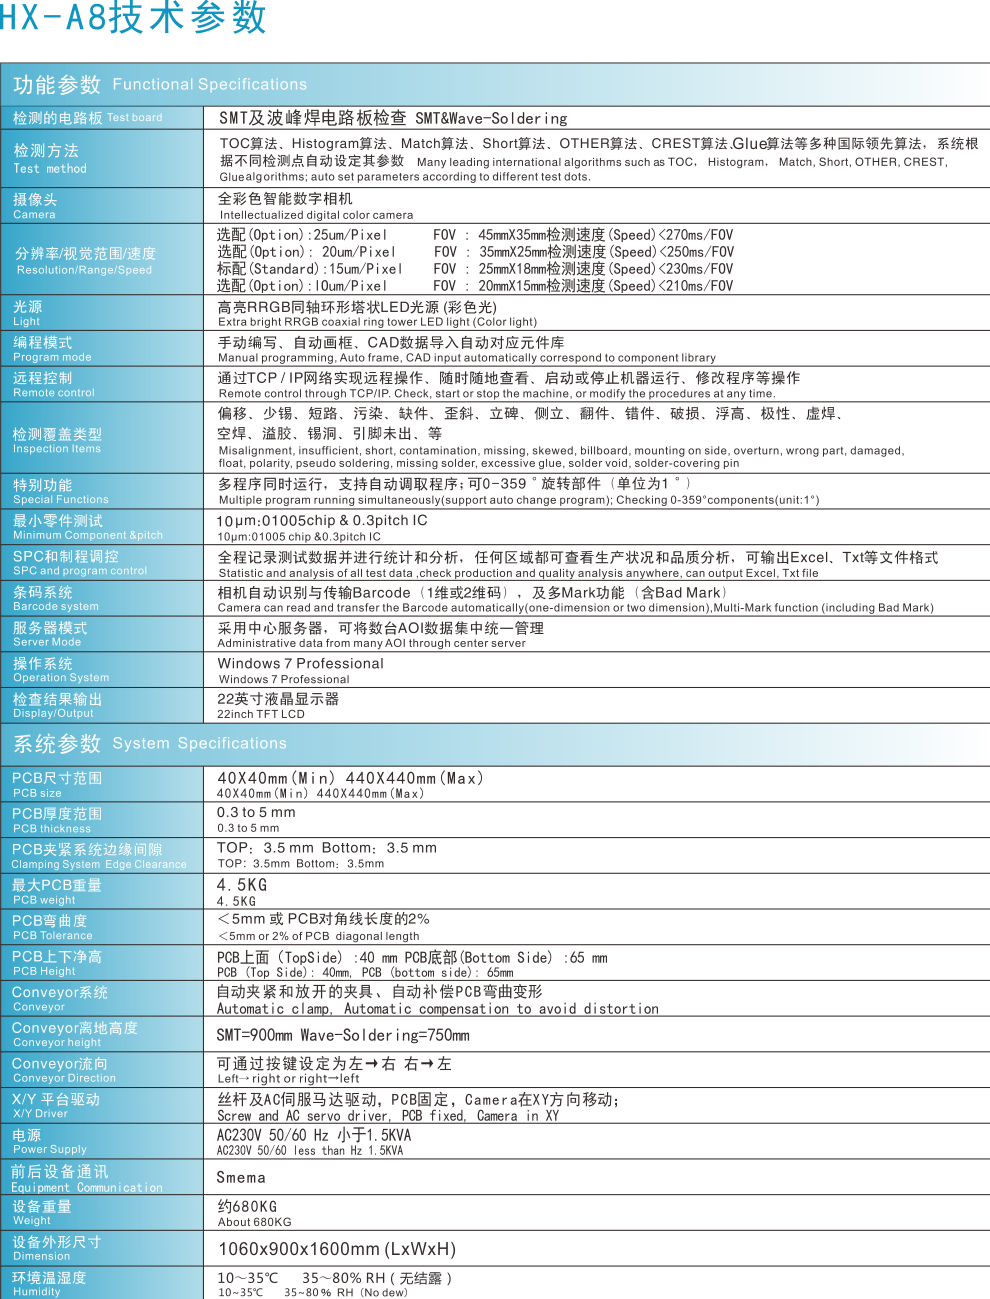 HX-A8技术参数
功能参数 Functional Specifications
检测的电路板 Test board
SMT及波峰焊电路板检查 SMT&Wave-Soldering
检测方法
Test method
TOC算法、Histogram算法、Match算法、Short算法、OTHER算法、CREST算法、Glue算法等多种国际领先算法，系统根
据不同检测点自动设定其参数 Many leading international algorithms such as TOC, Histogram, Match, Short, OTHER, CREST,
Glue algorithms; auto set parameters according to different test dots.
摄像头
Camera
全彩色智能数字相机
Intellectualized digital color camera
分辨率/视觉范围/速度
Resolution/Range/Speed
选配(Option):25um/Pixel FOV : 45mmX35mm检测速度(Speed)<270ms/FOV
选配(Option): 20um/Pixel FOV : 35mmX25mm检测速度(Speed)<250ms/FOV
标配(Standard):15um/Pixel FOV : 25mmX18mm检测速度(Speed)<230ms/FOV
选配(Option):10um/Pixel FOV : 20mmX15mm检测速度(Speed)<210ms/FOV
光源
Light
高亮RRGB同轴环形塔状LED光源 (彩色光)
Extra bright RRGB coaxial ring tower LED light (Color light)
编程模式
Program mode
手动编写、自动画框、CAD数据导入自动对应元件库
Manual programming, Auto frame, CAD input automatically correspond to component library
远程控制
Remote control
通过TCP / IP网络实现远程操作、随时随地查看、启动或停止机器运行、修改程序等操作
Remote control through TCP/IP. Check, start or stop the machine, or modify the procedures at any time.
检测覆盖类型
Inspection Items
偏移、少锡、短路、污染、缺件、歪斜、立碑、侧立、翻件、错件、破损、浮高、极性、虚焊、
空焊、溢胶、锡洞、引脚未出、等
Misalignment, insufficient, short, contamination, missing, skewed, billboard, mounting on side, overturn, wrong part, damaged,
float, polarity, pseudo soldering, missing solder, excessive glue, solder void, solder-covering pin
特别功能
Special Functions
多程序同时运行，支持自动调取程序；可0-359 °旋转部件（单位为1 °）
Multiple program running simultaneously(support auto change program); Checking 0-359°components(unit:1°)
最小零件测试
Minimum Component &pitch
10μm:01005chip & 0.3pitch IC
10μm:01005 chip &0.3pitch IC
SPC和制程调控
SPC and program control
全程记录测试数据并进行统计和分析，任何区域都可查看生产状况和品质分析，可输出Excel、Txt等文件格式
Statistic and analysis of all test data ,check production and quality analysis anywhere, can output Excel, Txt file
条码系统
Barcode system
相机自动识别与传输Barcode（1维或2维码），及多Mark功能（含Bad Mark）
Camera can read and transfer the Barcode automatically(one-dimension or two dimension),Multi-Mark function (including Bad Mark)
服务器模式
Server Mode
采用中心服务器，可将数台AOI数据集中统一管理
Administrative data from many AOI through center server
操作系统
Operation System
Windows 7 Professional
Windows 7 Professional
检查结果输出
Display/Output
22英寸液晶显示器
22inch TFT LCD
系统参数 System Specifications
PCB尺寸范围
PCB size
40X40mm(Min) 440X440mm(Max)
40X40mm(Min) 440X440mm(Max)
PCB厚度范围
PCB thickness
0.3 to 5 mm
0.3 to 5 mm
PCB夹紧系统边缘间隙
Clamping System Edge Clearance
TOP：3.5 mm Bottom：3.5 mm
TOP：3.5mm Bottom：3.5mm
最大PCB重量
PCB weight
4.5KG
4.5KG
PCB弯曲度
PCB Tolerance
＜5mm 或 PCB对角线长度的2%
＜5mm or 2% of PCB diagonal length
PCB上下净高
PCB Height
PCB上面 (TopSide) :40 mm PCB底部(Bottom Side) :65 mm
PCB (Top Side): 40mm, PCB (bottom side): 65mm
Conveyor系统
Conveyor
自动夹紧和放开的夹具、自动补偿PCB弯曲变形
Automatic clamp, Automatic compensation to avoid distortion
Conveyor离地高度
Conveyor height
SMT=900mm Wave-Soldering=750mm
Conveyor流向
Conveyor Direction
可通过按键设定为左→右 右→左
Left→ right or right→left
X/Y 平台驱动
X/Y Driver
丝杆及AC伺服马达驱动，PCB固定，Camera在XY方向移动；
Screw and AC servo driver, PCB fixed, Camera in XY
电源
Power Supply
AC230V 50/60 Hz 小于1.5KVA
AC230V 50/60 less than Hz 1.5KVA
前后设备通讯
Equipment Communication
Smema
设备重量
Weight
约680KG
About 680KG
设备外形尺寸
Dimension
1060x900x1600mm (LxWxH)
环境温湿度
Humidity
10～35℃ 35～80% RH ( 无结露 )
10~35℃ 35~80 % RH (No dew)